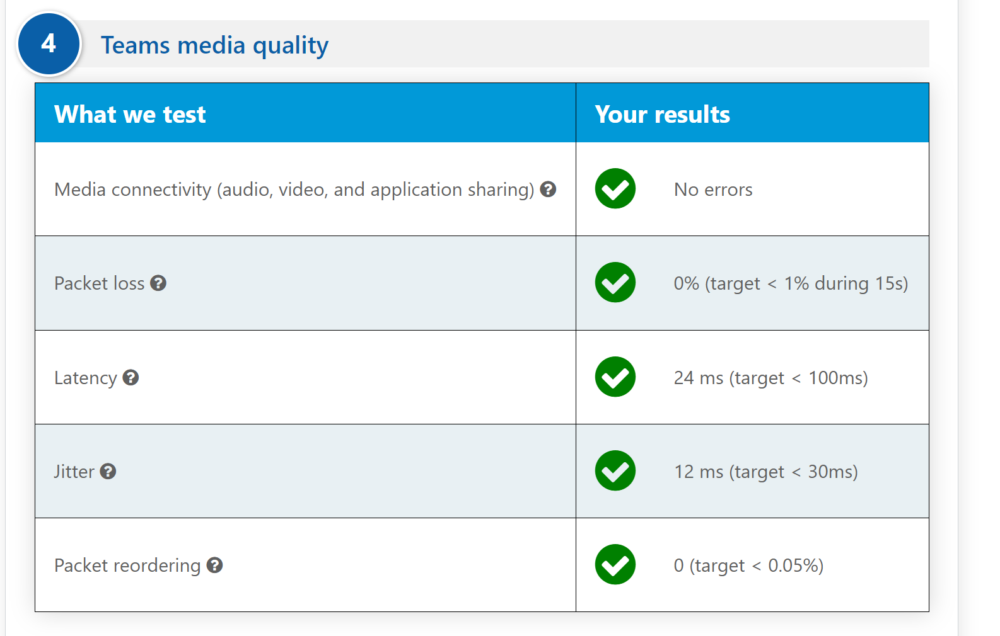 4
Teams media quality
What we test
Your results
Media connectivity (audio, video, and application sharing) ?
No errors
Packet loss ?
0% (target < 1% during 15s)
Latency ?
24 ms (target < 100ms)
Jitter ?
12 ms (target < 30ms)
Packet reordering ?
0 (target < 0.05%)